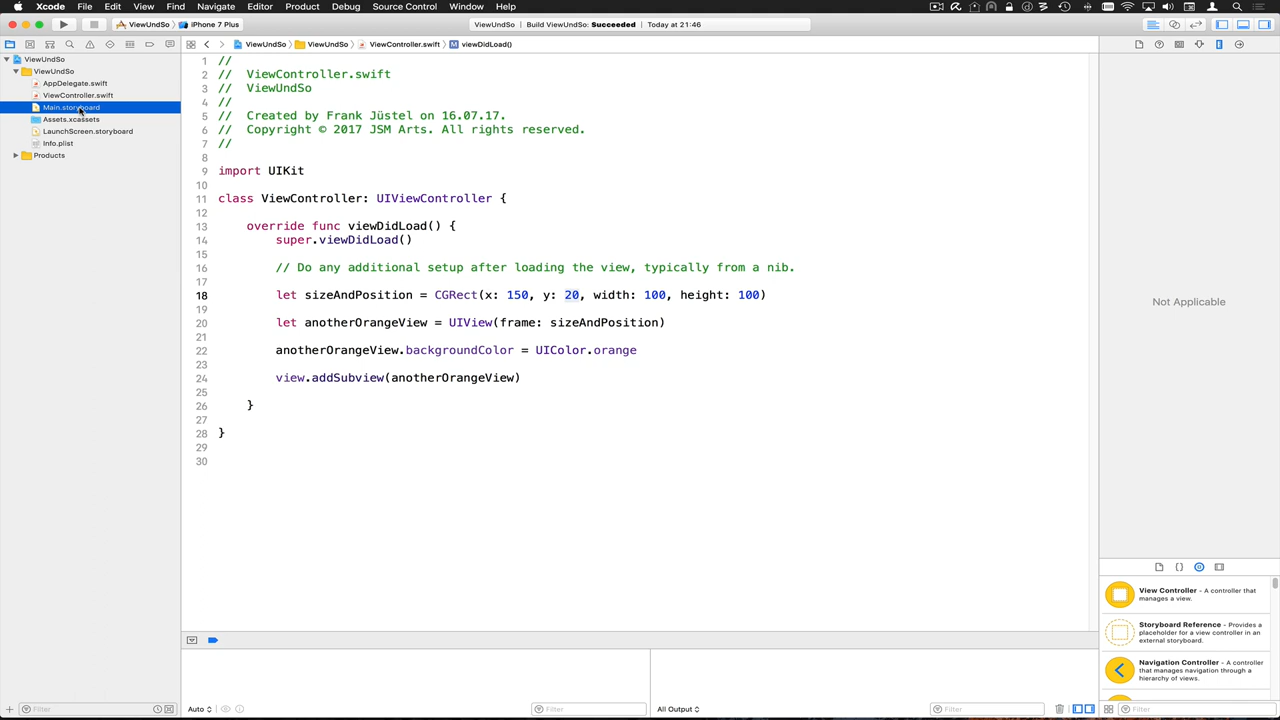 Xcode File Edit View Find Navigate Editor Product Debug Source Control Window Help
ViewUndSo iPhone 7 Plus
ViewUndSo Build ViewUndSo: Succeeded Today at 21:46
ViewUndSo ViewUndSo ViewController.swift M viewDidLoad()
ViewUndSo
ViewUndSo
AppDelegate.swift
ViewController.swift
Main.storyboard
Assets.xcassets
LaunchScreen.storyboard
Info.plist
Products
1 //
2 // ViewController.swift
3 // ViewUndSo
4 //
5 // Created by Frank Jüstel on 16.07.17.
6 // Copyright © 2017 JSM Arts. All rights reserved.
7 //
8
9 import UIKit
10
11 class ViewController: UIViewController {
12
13 override func viewDidLoad() {
14 super.viewDidLoad()
15
16 // Do any additional setup after loading the view, typically from a nib.
17
18 let sizeAndPosition = CGRect(x: 150, y: 20, width: 100, height: 100)
19
20 let anotherOrangeView = UIView(frame: sizeAndPosition)
21
22 anotherOrangeView.backgroundColor = UIColor.orange
23
24 view.addSubview(anotherOrangeView)
25
26 }
27
28 }
29
30
Not Applicable
View Controller - A controller that
manages a view.
Storyboard Reference - Provides a
placeholder for a view controller in an
external storyboard.
Navigation Controller - A controller
that manages navigation through a
hierarchy of views.
Filter
Auto
Filter
All Output
Filter
Filter